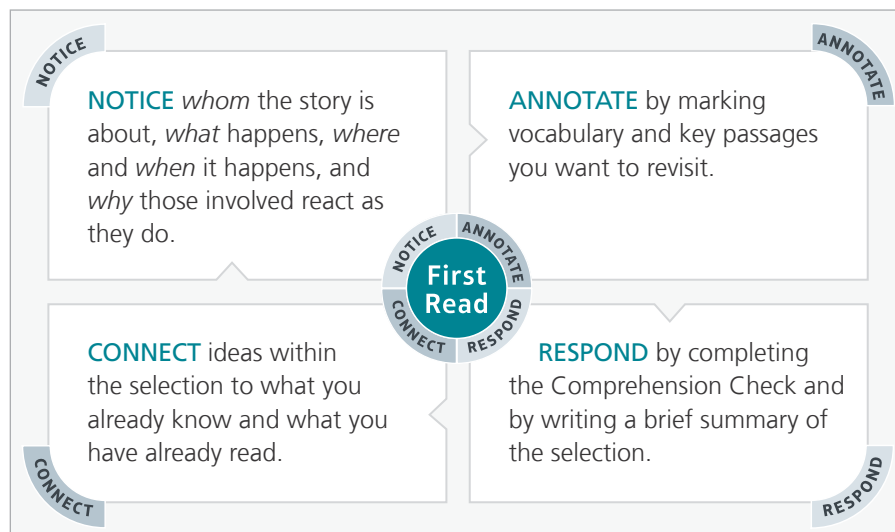 NOTICE
NOTICE whom the story is
about, what happens, where
and when it happens, and
why those involved react as
they do.
ANNOTATE
ANNOTATE by marking
vocabulary and key passages
you want to revisit.
NOTICE
ANNOTATE
First
Read
CONNECT
RESPOND
CONNECT ideas within
the selection to what you
already know and what you
have already read.
CONNECT
RESPOND by completing
the Comprehension Check and
by writing a brief summary of
the selection.
RESPOND